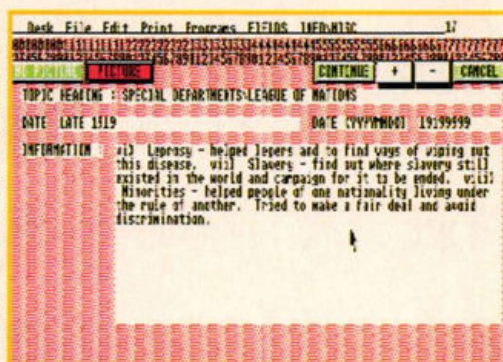 Desk File Edit Print Programs FIELDS INFO\MISC 17
NO PICTURE PICTURE CONTINUE + - CANCEL
TOPIC HEADING : SPECIAL DEPARTMENTS\LEAGUE OF NATIONS
DATE LATE 1919 DATE (YYYYMMDD) 19199999
INFORMATION : vi) Leprosy - helped lepers and to find ways of wiping out
this disease. vii) Slavery - find out where slavery still
existed in the world and campaign for it to be ended. viii)
Minorities - helped people of one nationality living under
the rule of another. Tried to make a fair deal and avoid
discrimination.